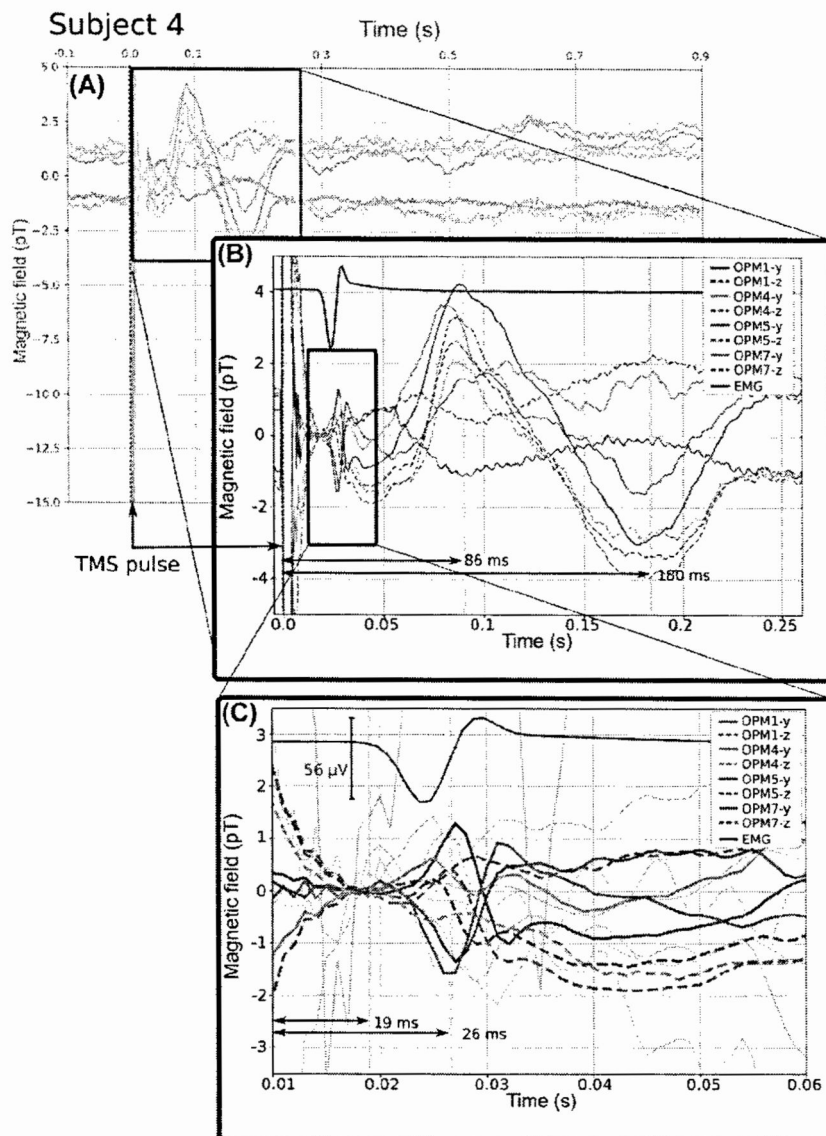 Subject 4
Time (s)
-0.1 0.0 0.1 0.3 0.5 0.7 0.9
(A)
5.0
2.5
0.0
−2.5
−5.0
−7.5
−10.0
−12.5
−15.0
Magnetic field (pT)
TMS pulse
(B)
4
2
0
-2
-4
Magnetic field (pT)
OPM1-y
OPM1-z
OPM4-y
OPM4-z
OPM5-y
OPM5-z
OPM7-y
OPM7-z
EMG
86 ms
180 ms
0.0 0.05 0.1 0.15 0.2 0.25
Time (s)
(C)
3
2
1
0
-1
-2
-3
Magnetic field (pT)
56 µV
OPM1-y
OPM1-z
OPM4-y
OPM4-z
OPM5-y
OPM5-z
OPM7-y
OPM7-z
EMG
19 ms
26 ms
0.01 0.02 0.03 0.04 0.05 0.06
Time (s)